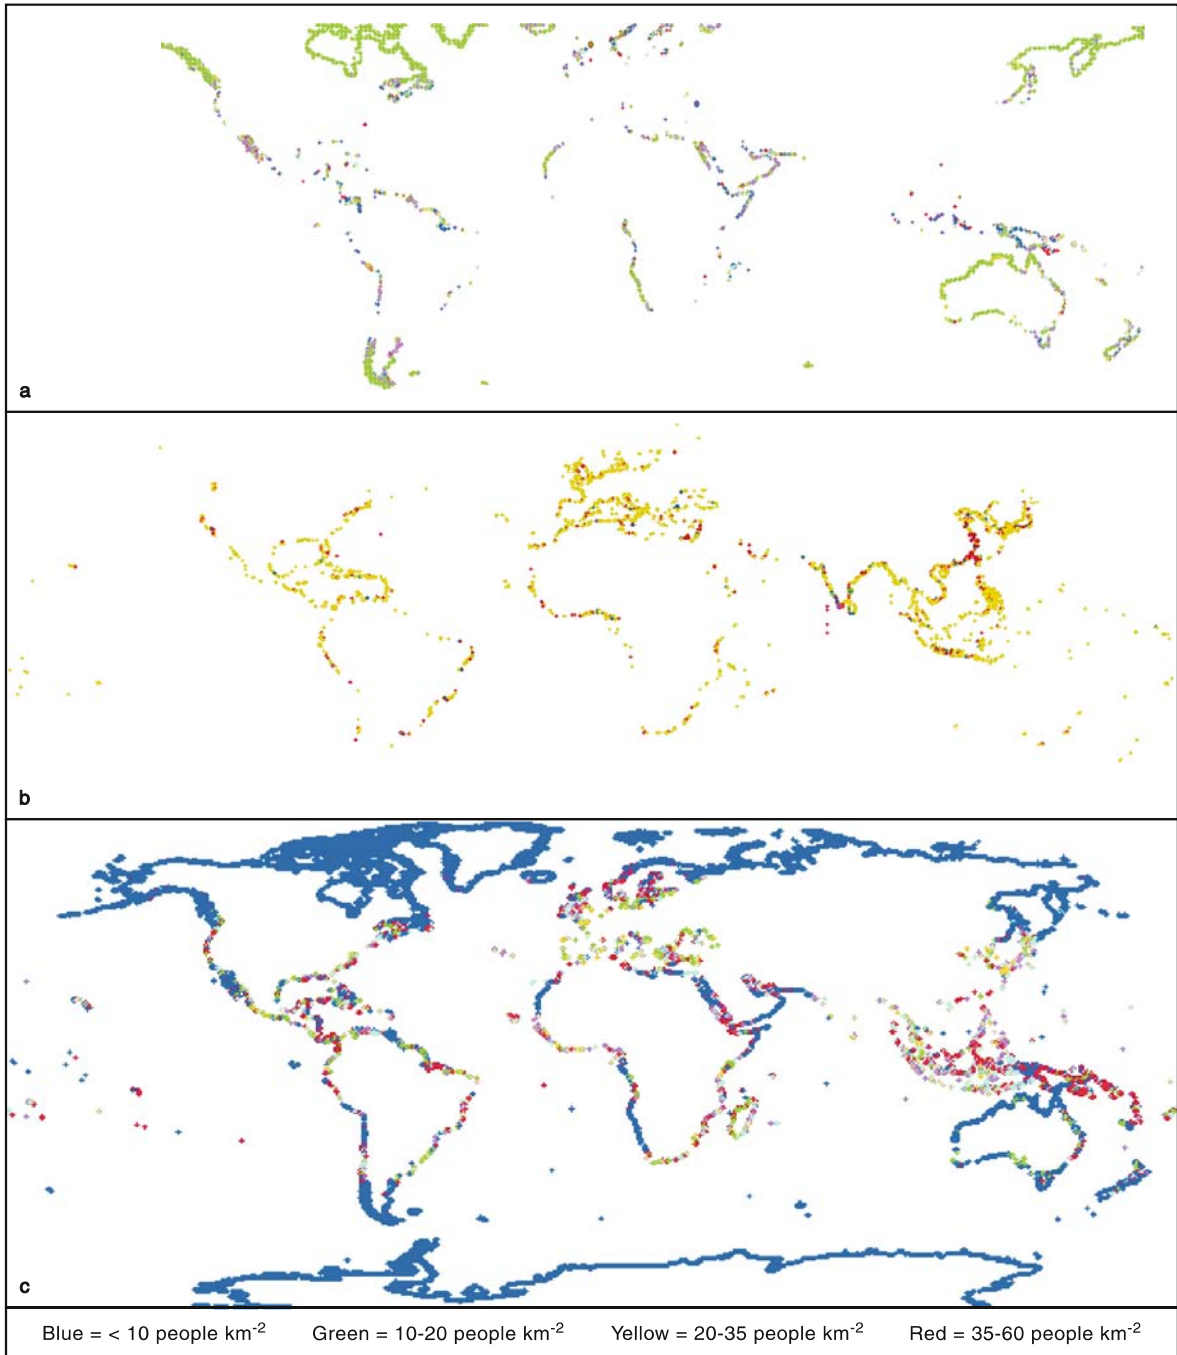 a
b
c
Blue = < 10 people km-2 Green = 10-20 people km-2 Yellow = 20-35 people km-2 Red = 35-60 people km-2